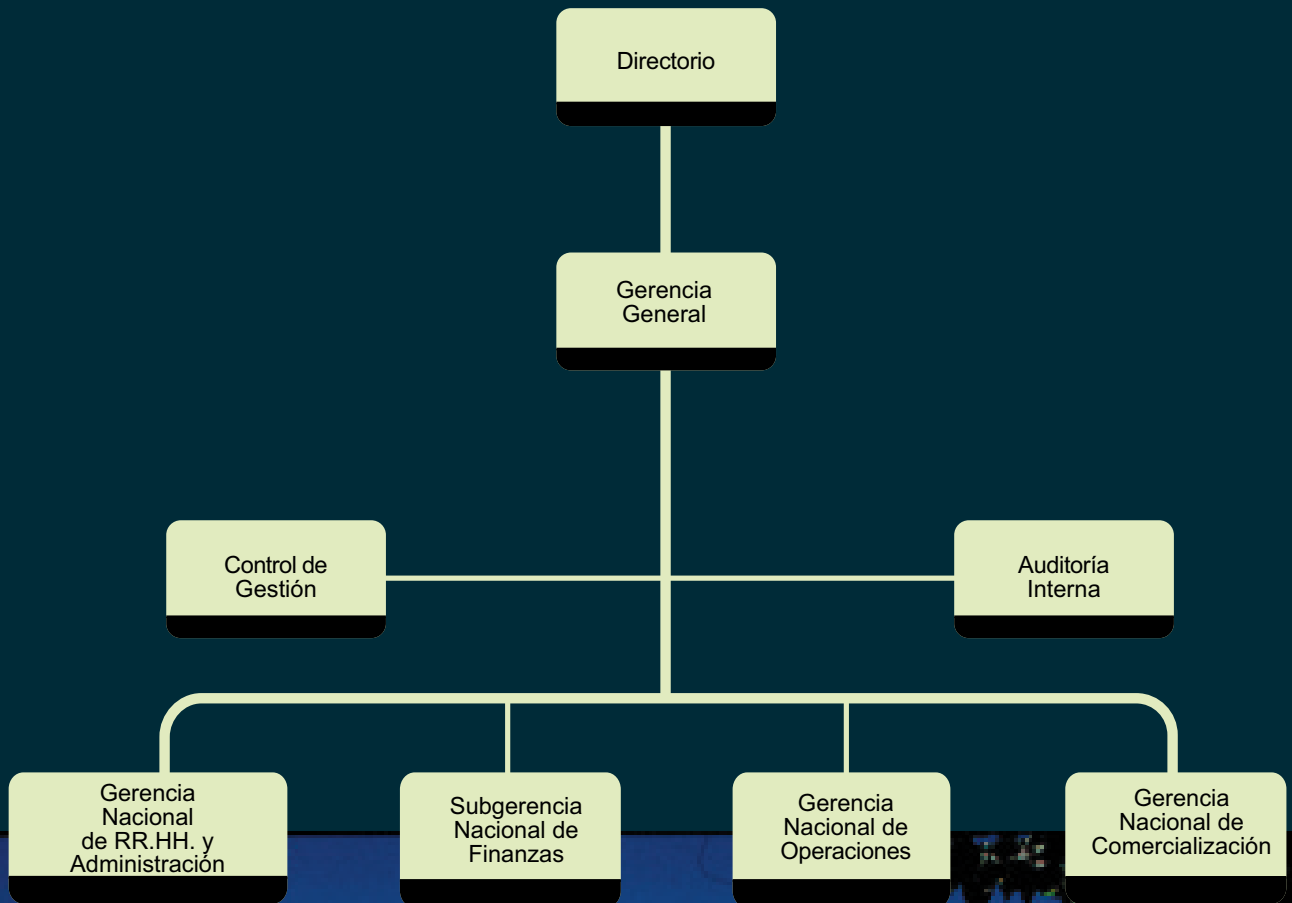 Directorio
Gerencia
General
Control de
Gestión
Auditoría
Interna
Gerencia
Nacional
de RR.HH. y
Administración
Subgerencia
Nacional de
Finanzas
Gerencia
Nacional de
Operaciones
Gerencia
Nacional de
Comercialización